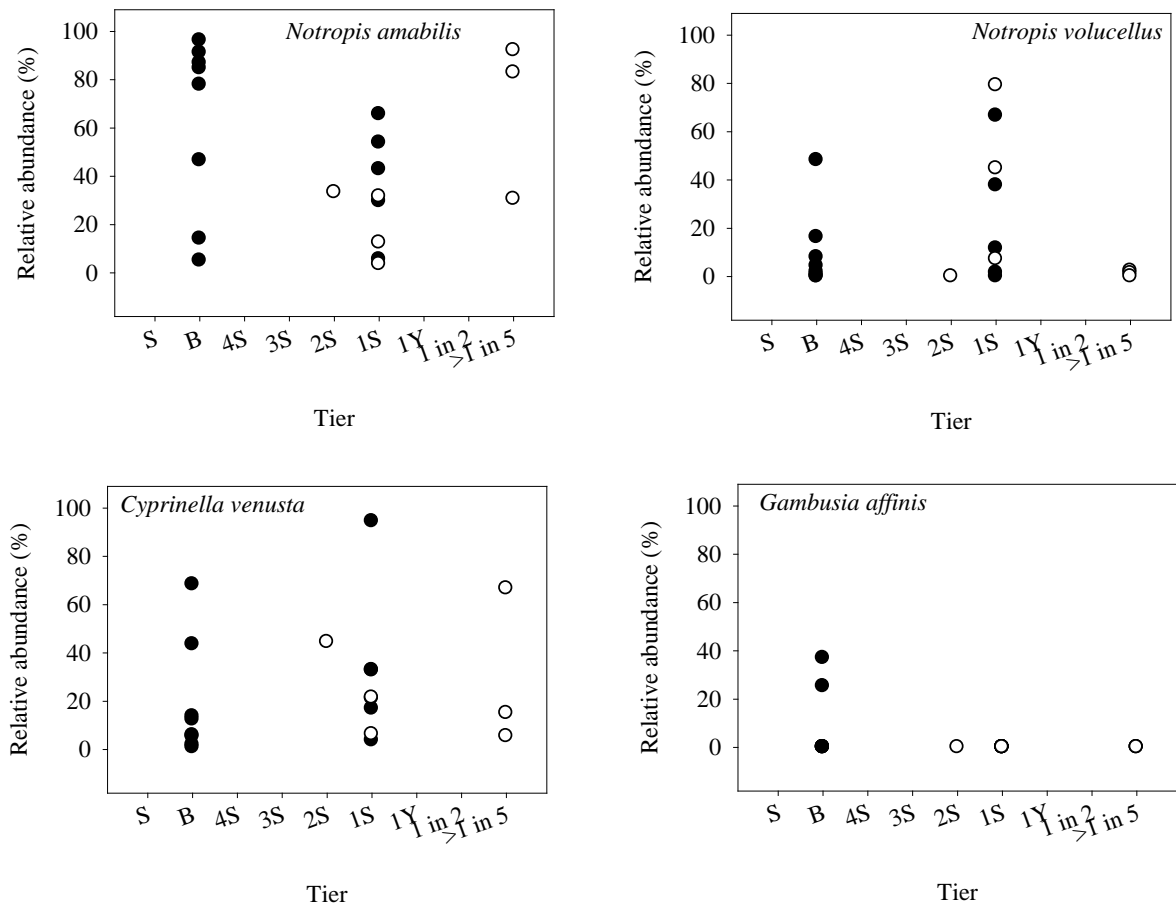 Notropis amabilis
Relative abundance (%)
100
80
60
40
20
0
S
B
4S
3S
2S
1S
1Y
1 in 2
>1 in 5
Tier
Notropis volucellus
Relative abundance (%)
100
80
60
40
20
0
S
B
4S
3S
2S
1S
1Y
1 in 2
>1 in 5
Tier
Cyprinella venusta
Relative abundance (%)
100
80
60
40
20
0
S
B
4S
3S
2S
1S
1Y
1 in 2
>1 in 5
Tier
Gambusia affinis
Relative abundance (%)
100
80
60
40
20
0
S
B
4S
3S
2S
1S
1Y
1 in 2
>1 in 5
Tier